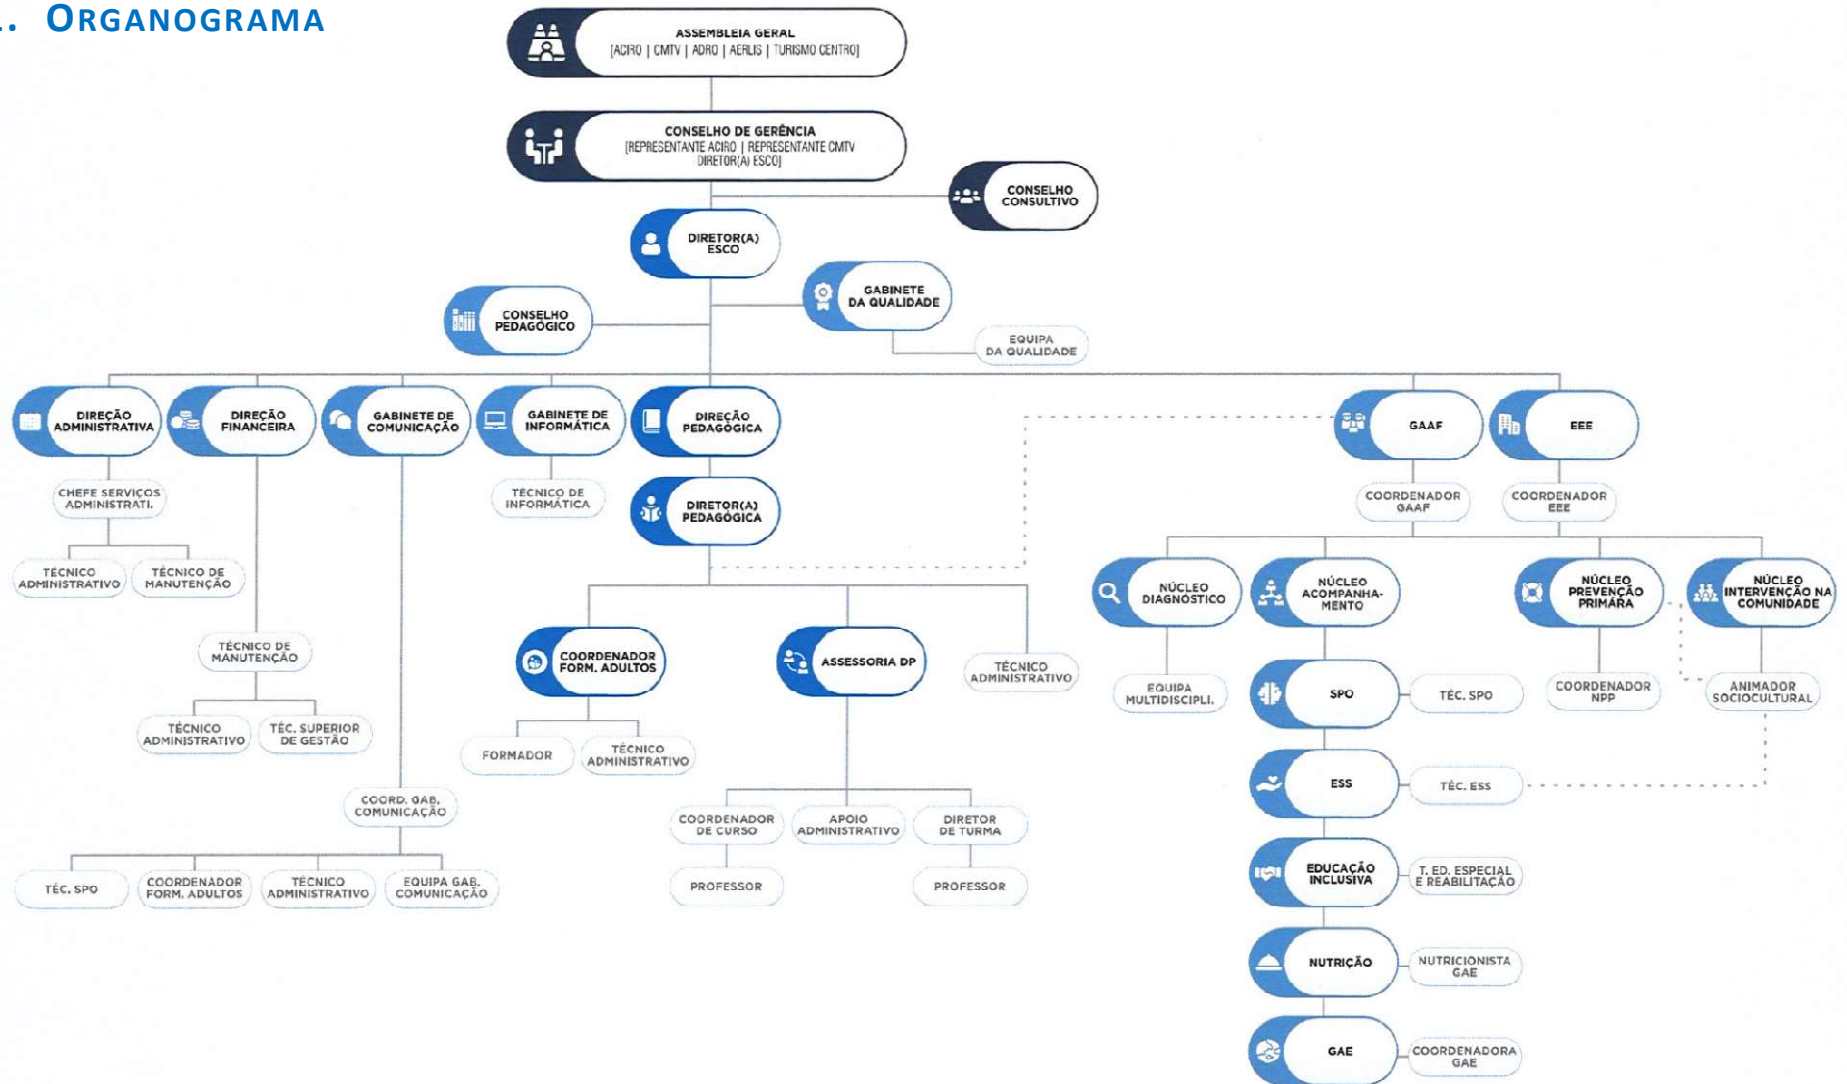 1. ORGANOGRAMA
ASSEMBLEIA GERAL
[ACIRO | CMTV | ADRO | AERLIS | TURISMO CENTRO]
CONSELHO DE GERÊNCIA
[REPRESENTANTE ACIRO | REPRESENTANTE CMTV
DIRETOR(A) ESCO]
CONSELHO
CONSULTIVO
DIRETOR(A)
ESCO
GABINETE
DA QUALIDADE
CONSELHO
PEDAGÓGICO
EQUIPA
DA QUALIDADE
DIREÇÃO
ADMINISTRATIVA
DIREÇÃO
FINANCEIRA
GABINETE DE
COMUNICAÇÃO
GABINETE DE
INFORMÁTICA
DIREÇÃO
PEDAGÓGICA
GAAF
EEE
CHEFE SERVIÇOS
ADMINISTRATI.
TÉCNICO DE
INFORMÁTICA
DIRETOR(A)
PEDAGÓGICA
COORDENADOR
GAAF
COORDENADOR
EEE
TÉCNICO
ADMINISTRATIVO
TÉCNICO DE
MANUTENÇÃO
NÚCLEO
DIAGNÓSTICO
NÚCLEO
ACOMPANHA-
MENTO
NÚCLEO
PREVENÇÃO
PRIMÁRA
NÚCLEO
INTERVENÇÃO NA
COMUNIDADE
TÉCNICO DE
MANUTENÇÃO
COORDENADOR
FORM. ADULTOS
ASSESSORIA DP
TÉCNICO
ADMINISTRATIVO
EQUIPA
MULTIDISCIPLI.
SPO
TÉC. SPO
COORDENADOR
NPP
ANIMADOR
SOCIOCULTURAL
TÉCNICO
ADMINISTRATIVO
TÉC. SUPERIOR
DE GESTÃO
FORMADOR
TÉCNICO
ADMINISTRATIVO
ESS
TÉC. ESS
COORD. GAB.
COMUNICAÇÃO
COORDENADOR
DE CURSO
APOIO
ADMINISTRATIVO
DIRETOR
DE TURMA
TÉC. SPO
COORDENADOR
FORM. ADULTOS
TÉCNICO
ADMINISTRATIVO
EQUIPA GAB.
COMUNICAÇÃO
PROFESSOR
PROFESSOR
EDUCAÇÃO
INCLUSIVA
T. ED. ESPECIAL
E REABILITAÇÃO
NUTRIÇÃO
NUTRICIONISTA
GAE
GAE
COORDENADORA
GAE